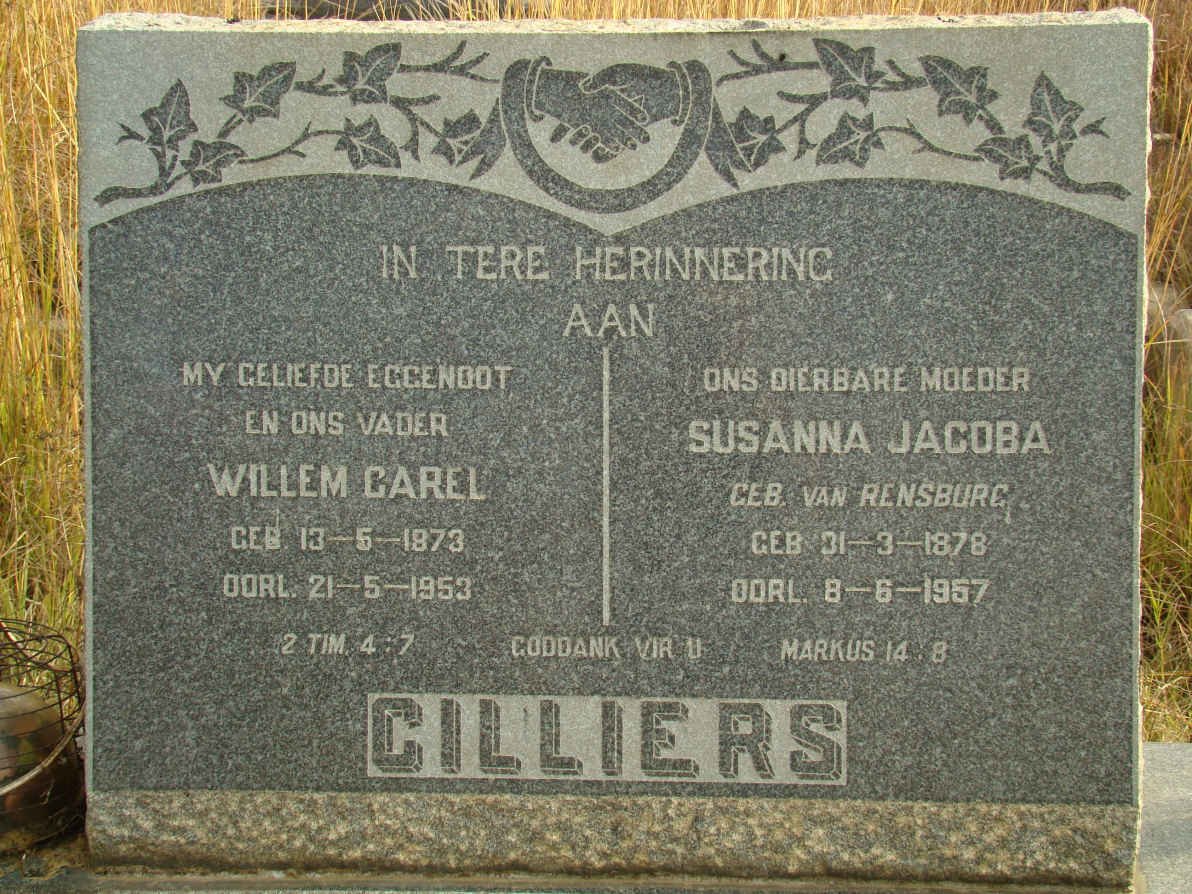 IN TERE HERINNERING
AAN
MY GELIEFDE EGGENOOT
EN ONS VADER
WILLEM CAREL
GEB 13-5-1873
OORL. 21-5-1953
2 TIM. 4:7
ONS DIERBARE MOEDER
SUSANNA JACOBA
GEB. VAN RENSBURG
GEB 31-3-1878
OORL. 8-6-1957
MARKUS 14:8
GODDANK VIR U
CILLIERS